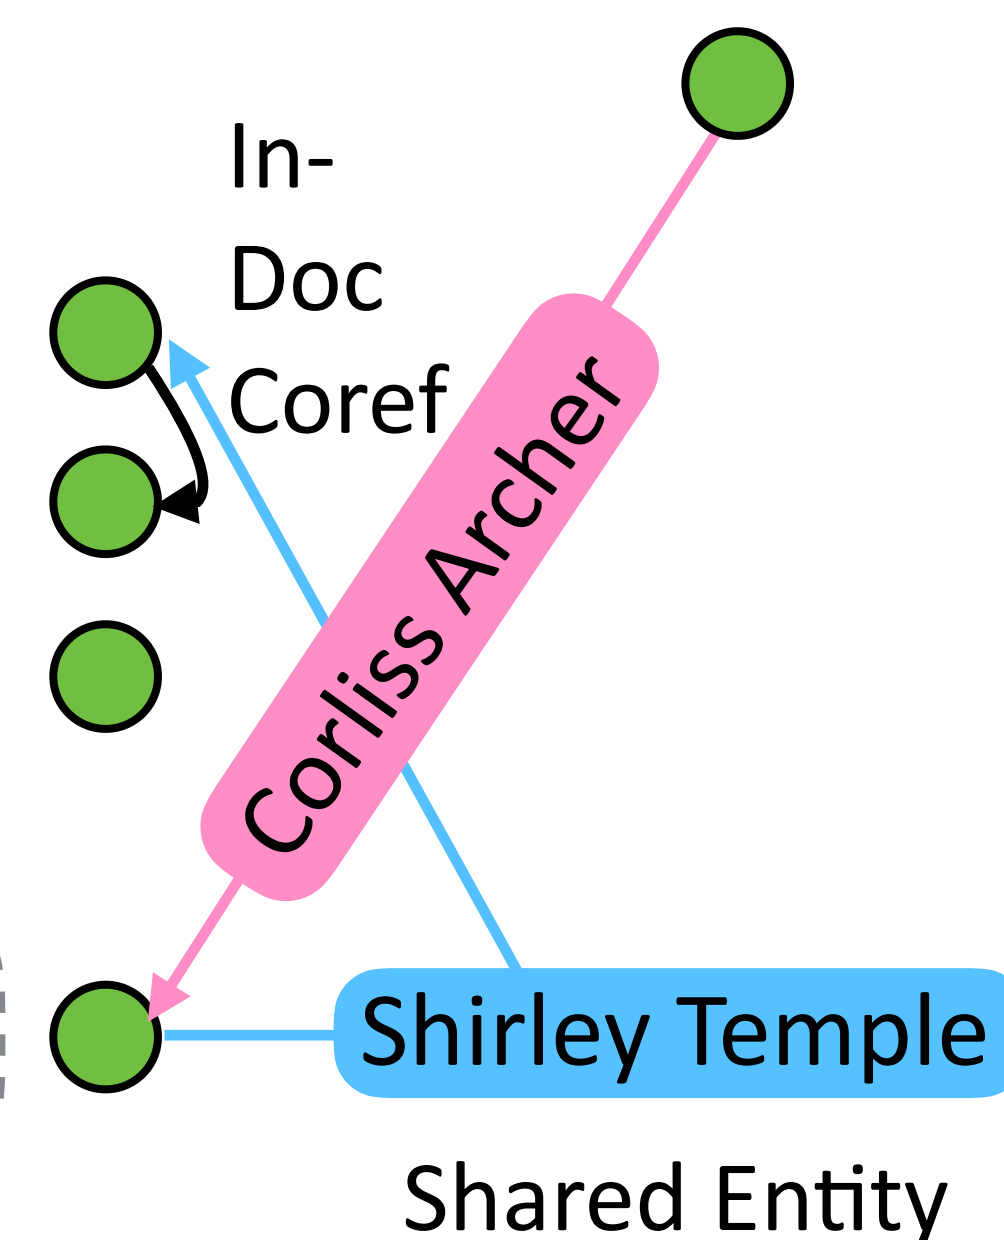 In-
Doc
Coref
Corliss Archer
Shirley Temple
Shared Entity